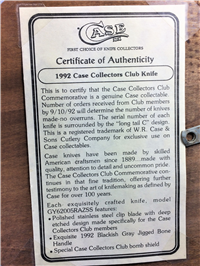 CASE
XX
FIRST CHOICE OF KNIFE COLLECTORS
Certificate of Authenticity
1992 Case Collectors Club Knife
This is to certify that the Case Collectors Club
Commemorative is a genuine Case collectable.
Number of orders received from Club members
by 9/10/92 will determine the number of knives
made-no overruns. The serial number of each
knife is surrounded by the "long tail C" design.
This is a registered trademark of W.R. Case &
Sons Cutlery Company for exclusive use on
Case collectables.
Case knives have been made by skilled
American craftsmen since 1889...made with
quality, attention to detail and uncommon pride.
The Case Collectors Club Commemorative con-
tinues in that fine tradition, offering further
testimony to the art of knifemaking as defined by
Case for over 100 years.
Each exquisitely crafted knife, model
GY62005RAZSS features:
• Polished stainless steel clip blade with deep
etched design made specifically for the Case
Collectors Club
• Exquisite 1992 Blackish Gray Jigged Bone
Handle
• Special Case Collectors Club bomb shield